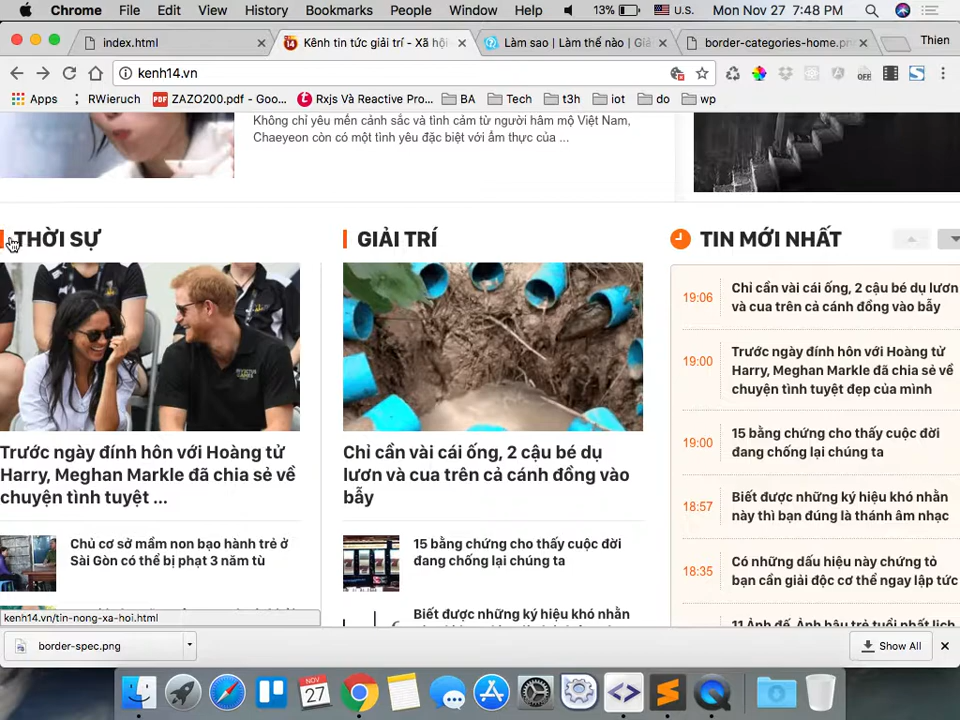 Chrome File Edit View History Bookmarks People Window Help 13% U.S. Mon Nov 27 7:48 PM
index.html Kênh tin tức giải trí - Xã hội Làm sao | Làm thế nào | Giả border-categories-home.pn Thien
kenh14.vn OFF
Apps RWieruch ZAZO200.pdf - Goo... Rxjs Và Reactive Pro... BA Tech t3h iot do wp
Không chỉ yêu mến cảnh sắc và tình cảm từ người hâm mộ Việt Nam,
Chaeyeon còn có một tình yêu đặc biệt với ẩm thực của ...
THỜI SỰ
INVICTUS GAMES
Trước ngày đính hôn với Hoàng tử
Harry, Meghan Markle đã chia sẻ về
chuyện tình tuyệt ...
Chủ cơ sở mầm non bạo hành trẻ ở
Sài Gòn có thể bị phạt 3 năm tù
GIẢI TRÍ
Chỉ cần vài cái ống, 2 cậu bé dụ
lươn và cua trên cả cánh đồng vào
bẫy
15 bằng chứng cho thấy cuộc đời
đang chống lại chúng ta
Biết được những ký hiệu khó nhằn
TIN MỚI NHẤT
19:06 Chỉ cần vài cái ống, 2 cậu bé dụ lươn
và cua trên cả cánh đồng vào bẫy
19:00 Trước ngày đính hôn với Hoàng tử
Harry, Meghan Markle đã chia sẻ về
chuyện tình tuyệt đẹp của mình
19:00 15 bằng chứng cho thấy cuộc đời
đang chống lại chúng ta
18:57 Biết được những ký hiệu khó nhằn
này thì bạn đúng là thánh âm nhạc
18:35 Có những dấu hiệu này chứng tỏ
bạn cần giải độc cơ thể ngay lập tức
11 Ảnh đế, Ảnh hậu trẻ tuổi nhất lịch
kenh14.vn/tin-nong-xa-hoi.html
border-spec.png Show All
NOV
27